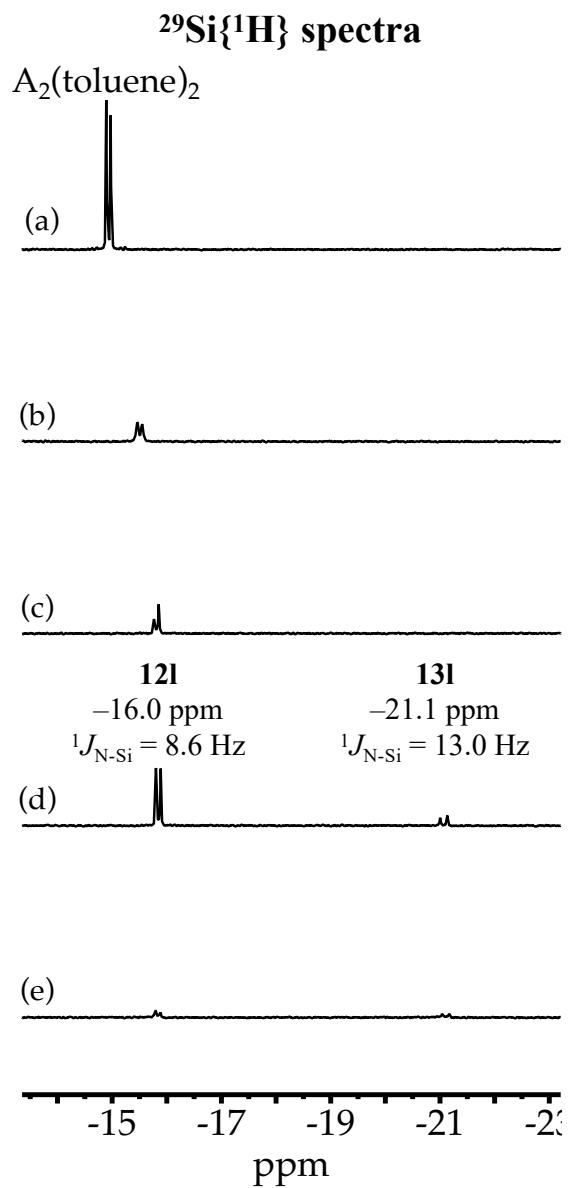 ²⁹Si{¹H} spectra
A₂(toluene)₂
(a)
(b)
(c)
12l 13l
–16.0 ppm –21.1 ppm
¹J_N-Si = 8.6 Hz ¹J_N-Si = 13.0 Hz
(d)
(e)
-15 -17 -19 -21 -23
ppm